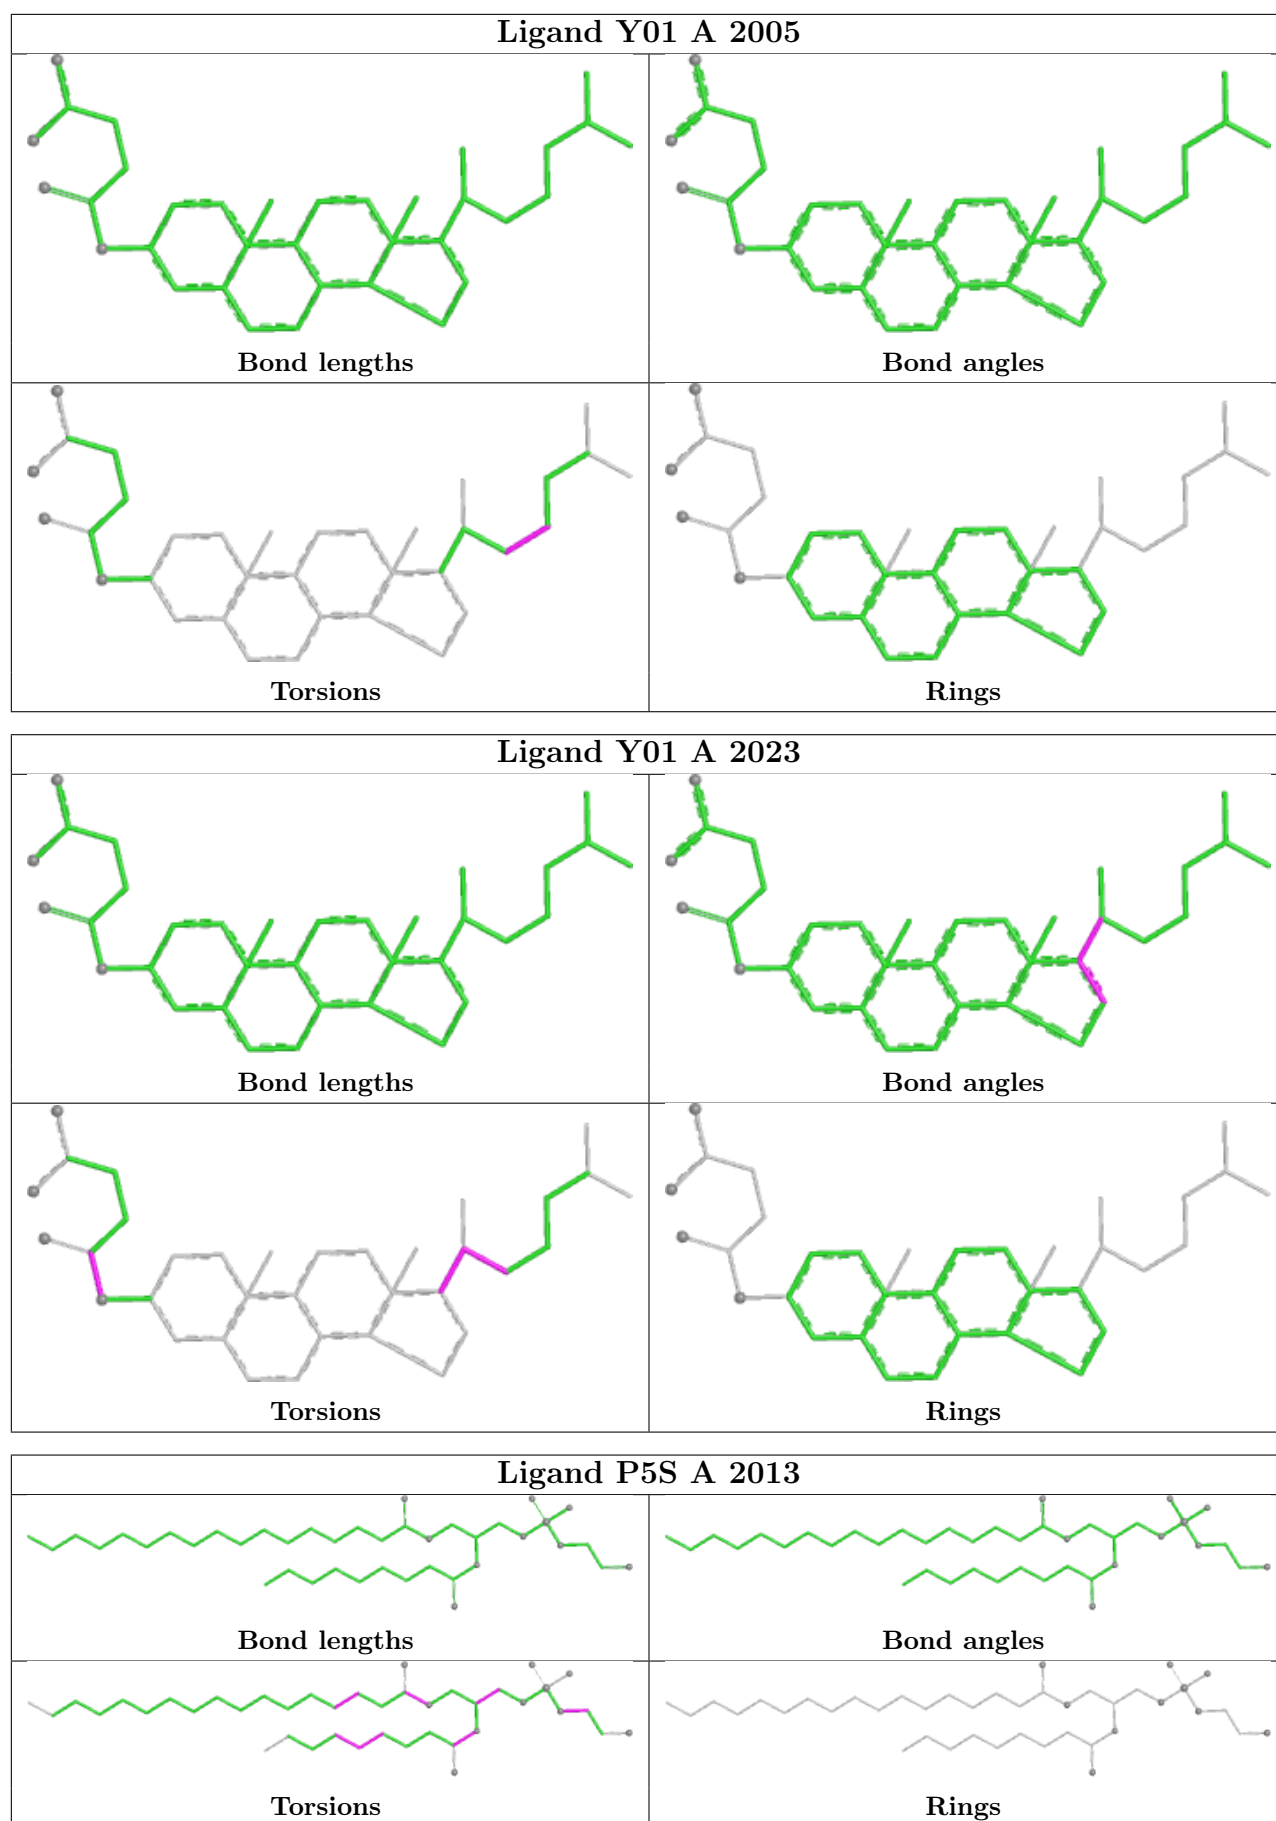 Ligand Y01 A 2005
Bond lengths
Bond angles
Torsions
Rings
Ligand Y01 A 2023
Bond lengths
Bond angles
Torsions
Rings
Ligand P5S A 2013
Bond lengths
Bond angles
Torsions
Rings